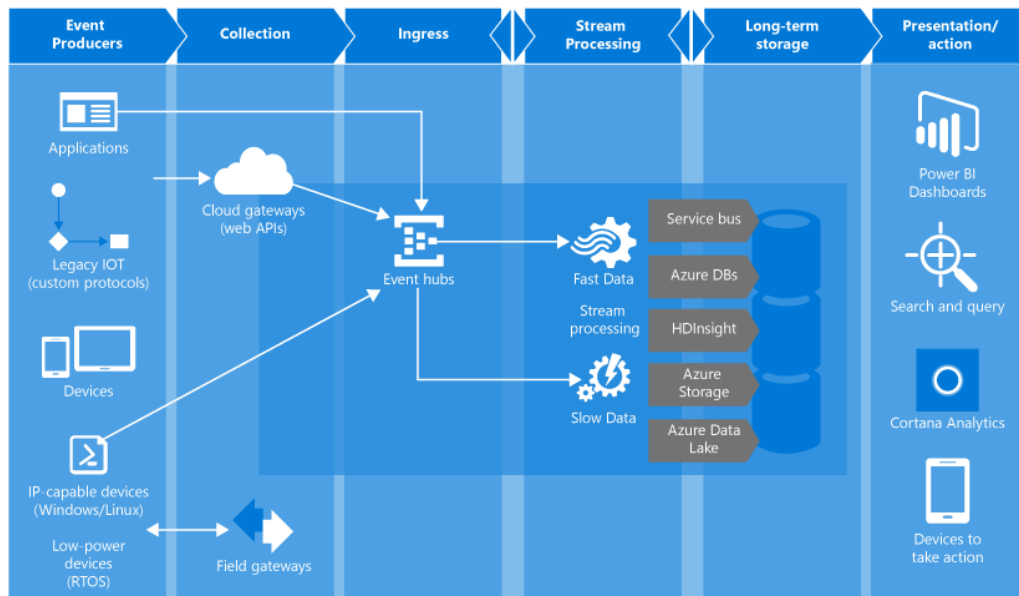 Event
Producers
Collection
Ingress
Stream
Processing
Long-term
storage
Presentation/
action
Applications
Legacy IOT
(custom protocols)
Devices
IP-capable devices
(Windows/Linux)
Low-power
devices
(RTOS)
Cloud gateways
(web APIs)
Field gateways
Event hubs
Fast Data
Stream
processing
Slow Data
Service bus
Azure DBs
HDInsight
Azure
Storage
Azure Data
Lake
Power BI
Dashboards
Search and query
Cortana Analytics
Devices to
take action